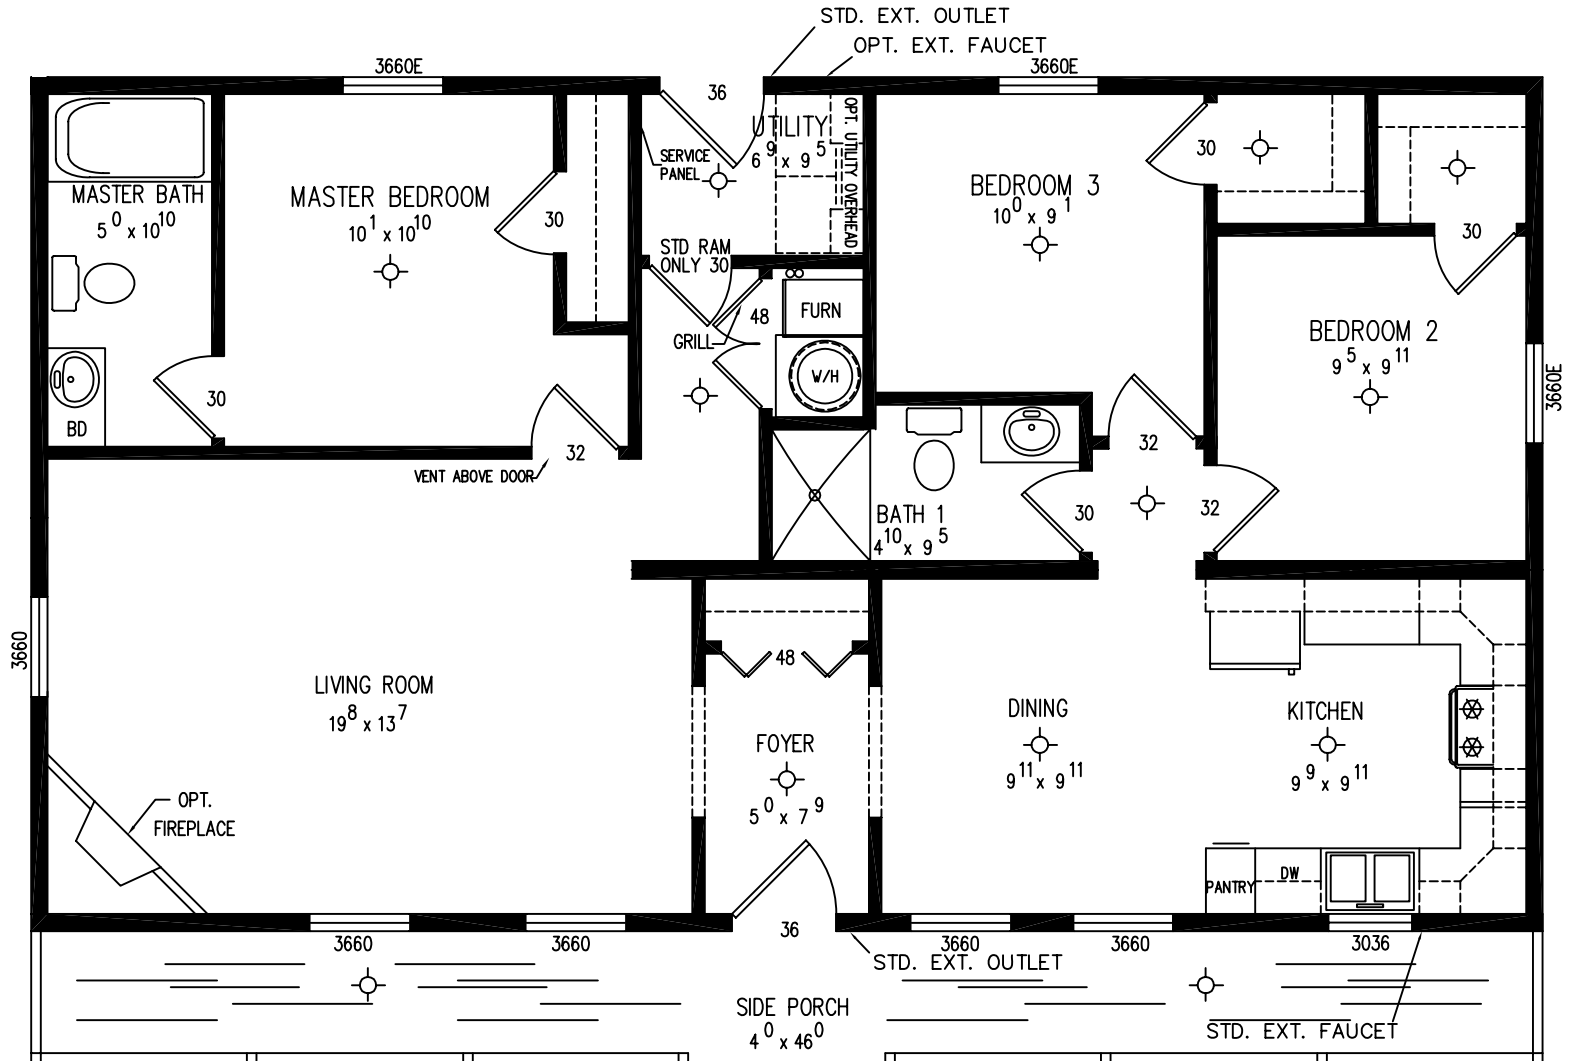 STD. EXT. OUTLET
OPT. EXT. FAUCET
3660E
3660E
36
UTILITY
6 9 x 9 5
OPT. UTILITY OVERHEAD
SERVICE
PANEL
MASTER BATH
5 0 x 10 10
MASTER BEDROOM
10 1 x 10 10
30
BEDROOM 3
10 0 x 9 1
30
30
STD RAM
ONLY 30
FURN
48
GRILL
W/H
BEDROOM 2
9 5 x 9 11
3660E
30
BD
32
VENT ABOVE DOOR
32
30
32
BATH 1
4 10 x 9 5
3660
LIVING ROOM
19 8 x 13 7
48
FOYER
5 0 x 7 9
DINING
9 11 x 9 11
KITCHEN
9 9 x 9 11
OPT.
FIREPLACE
PANTRY
DW
36
3660
3660
3660
3660
3036
STD. EXT. OUTLET
SIDE PORCH
4 0 x 46 0
STD. EXT. FAUCET